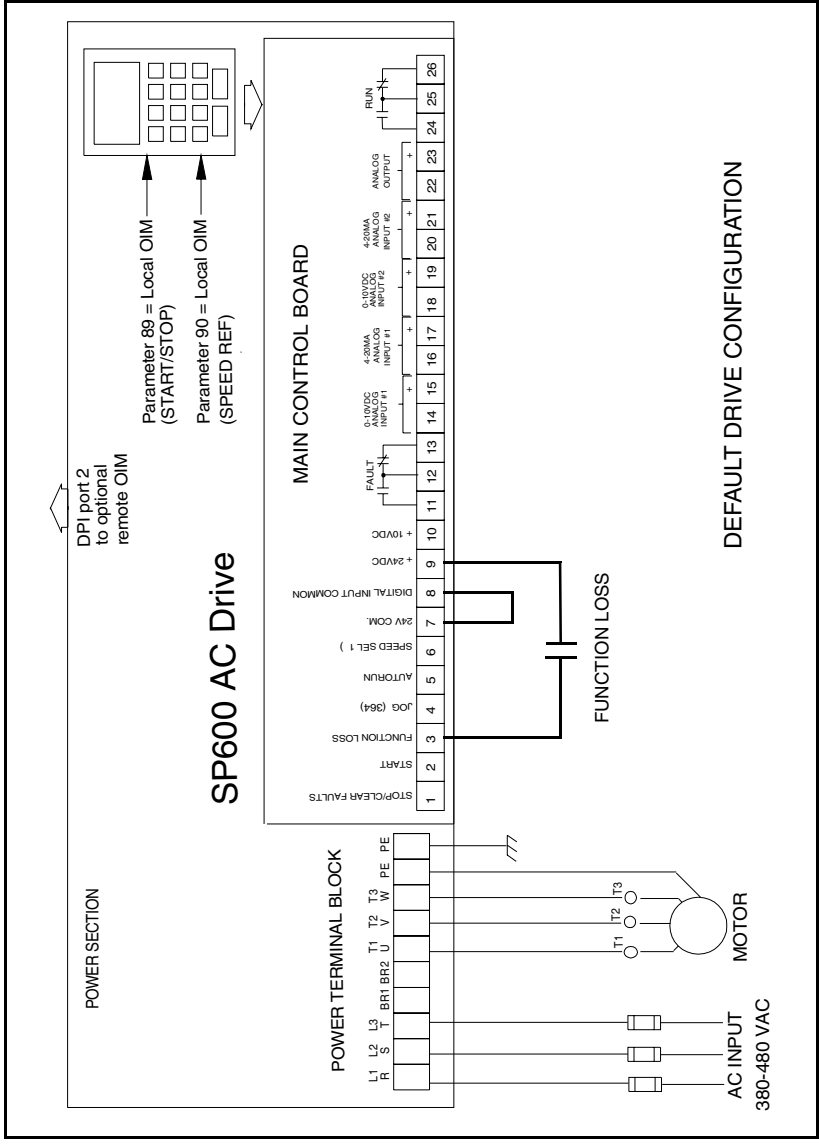 DPI port 2
to optional
remote OIM
Parameter 89 = Local OIM
(START/STOP)
Parameter 90 = Local OIM
(SPEED REF)
POWER SECTION
SP600 AC Drive
MAIN CONTROL BOARD
POWER TERMINAL BLOCK
L1
R
L2
S
L3
T
BR1
BR2
T1
U
T2
V
T3
W
PE
PE
STOP/CLEAR FAULTS
START
FUNCTION LOSS
JOG (364)
AUTORUN
SPEED SEL 1 )
24V COM.
DIGITAL INPUT COMMON
+ 24VDC
+ 10VDC
FAULT
0-10VDC
ANALOG
INPUT #1
+
4-20MA
ANALOG
INPUT #1
+
0-10VDC
ANALOG
INPUT #2
+
4-20MA
ANALOG
INPUT #2
+
ANALOG
OUTPUT
+
RUN
1 2 3 4 5 6 7 8 9 10 11 12 13 14 15 16 17 18 19 20 21 22 23 24 25 26
T1
T2
T3
MOTOR
AC INPUT
380-480 VAC
FUNCTION LOSS
DEFAULT DRIVE CONFIGURATION